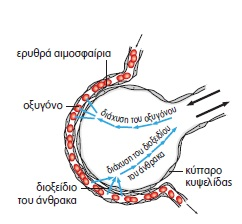 ερυθρά αιμοσφαίρια
οξυγόνο
διάχυση του οξυγόνου
διάχυση του διοξειδίου
του άνθρακα
κύτταρο
κυψελίδας
διοξείδιο
του άνθρακα